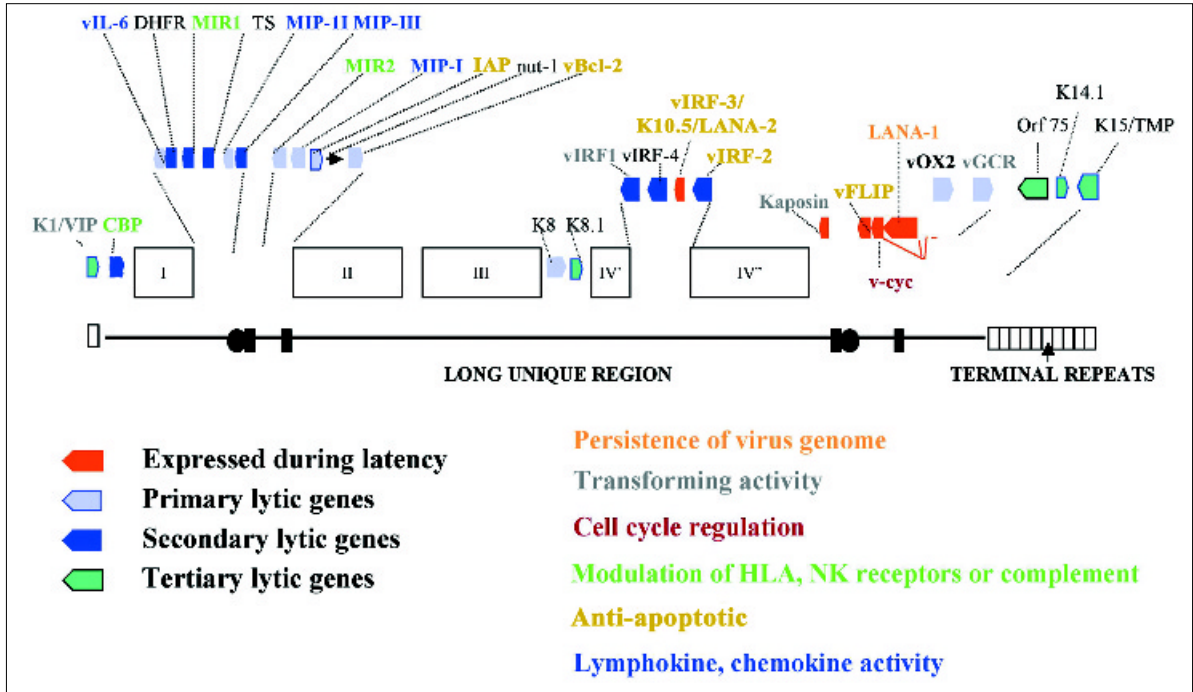 vIL-6 DHFR MIR1 TS MIP-1I MIP-III
MIR2 MIP-I IAP nut-1 vBcl-2
vIRF-3/
K10.5/LANA-2
vIRF1 vIRF-4 vIRF-2
K14.1
Orf 75 K15/TMP
LANA-1
vOX2 vGCR
Kaposin vFLIP
K1/VIP CBP
K8 K8.1
I II III IV' IV''
v-cyc
LONG UNIQUE REGION TERMINAL REPEATS
Expressed during latency
Primary lytic genes
Secondary lytic genes
Tertiary lytic genes
Persistence of virus genome
Transforming activity
Cell cycle regulation
Modulation of HLA, NK receptors or complement
Anti-apoptotic
Lymphokine, chemokine activity